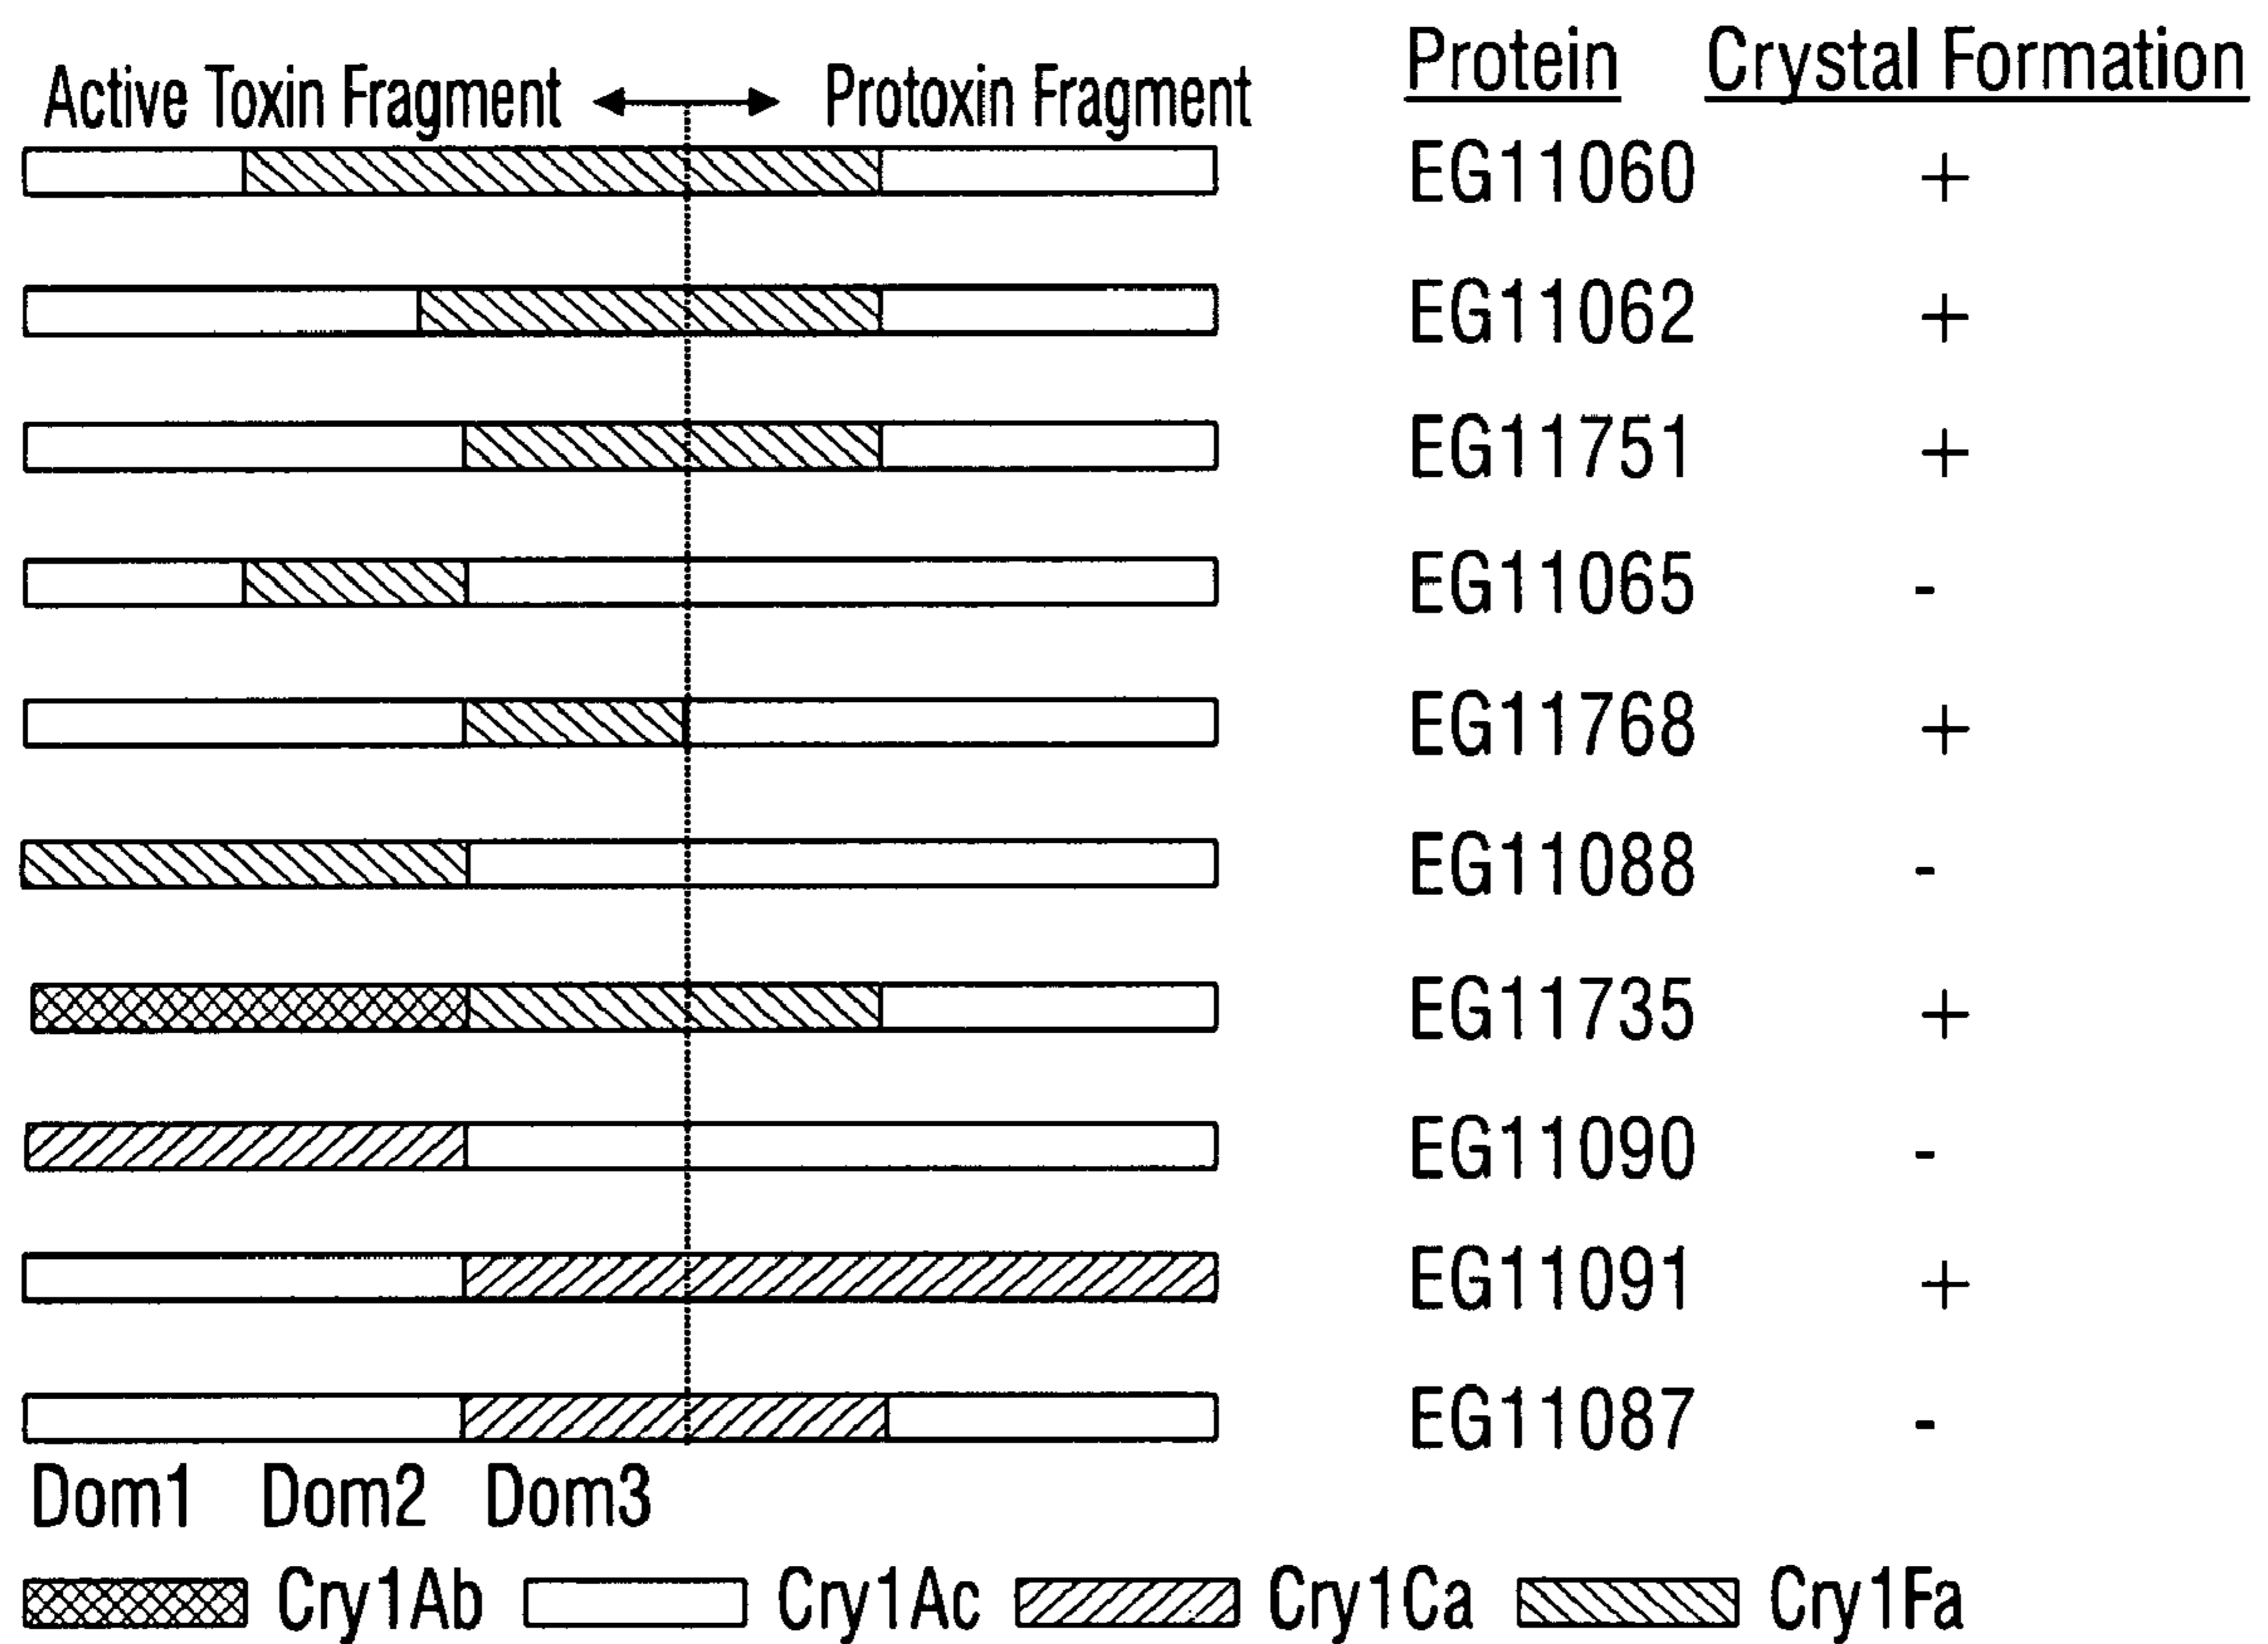 Protein Crystal Formation
Active Toxin Fragment Protoxin Fragment
EG11060 +
EG11062 +
EG11751 +
EG11065 -
EG11768 +
EG11088 -
EG11735 +
EG11090 -
EG11091 +
EG11087 -
Dom1 Dom2 Dom3
Cry1Ab Cry1Ac Cry1Ca Cry1Fa